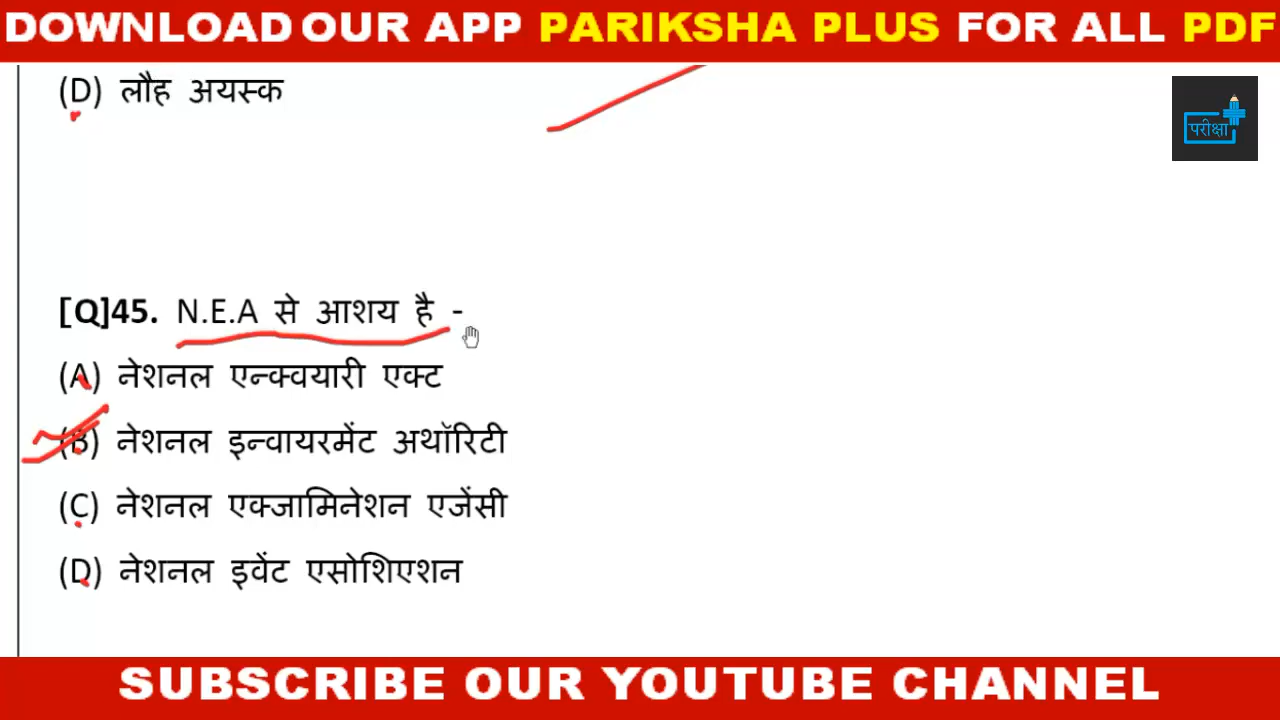 DOWNLOAD OUR APP PARIKSHA PLUS FOR ALL PDF
(D) लौह अयस्क
परीक्षा
[Q]45. N.E.A से आशय है -
(A) नेशनल एन्क्वयारी एक्ट
(B) नेशनल इन्वायरमेंट अथॉरिटी
(C) नेशनल एक्जामिनेशन एजेंसी
(D) नेशनल इवेंट एसोशिएशन
SUBSCRIBE OUR YOUTUBE CHANNEL